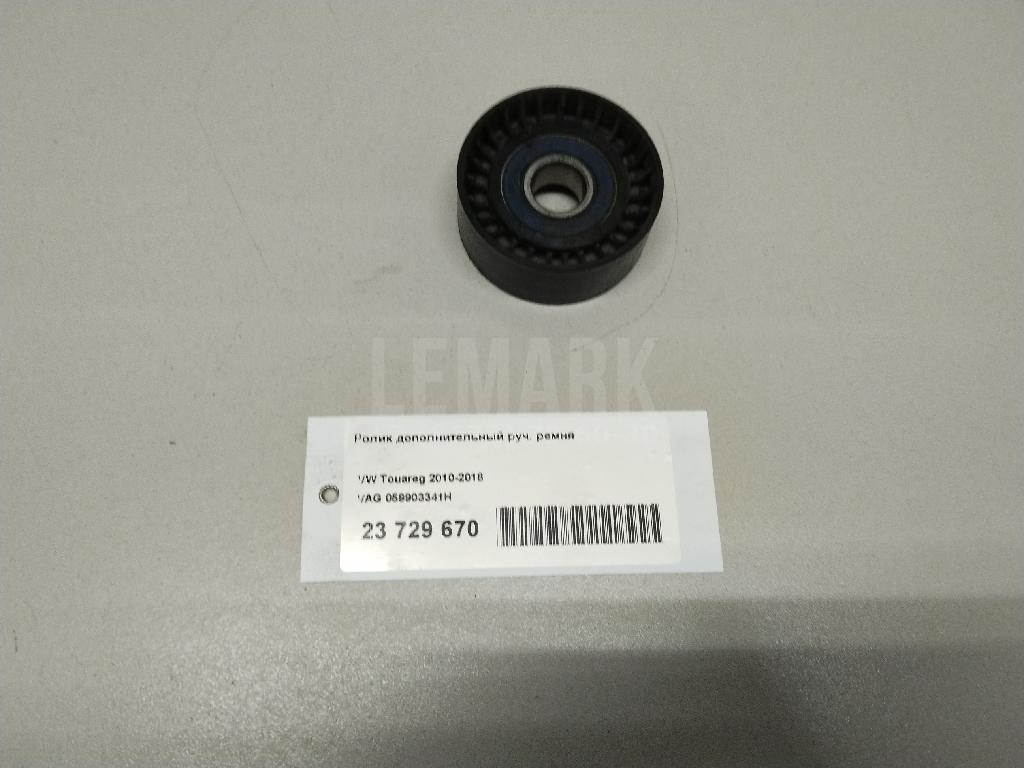 LEMARK
Ролик дополнительный руч. ремня
VW Touareg 2010-2018
VAG 059903341H
23 729 670